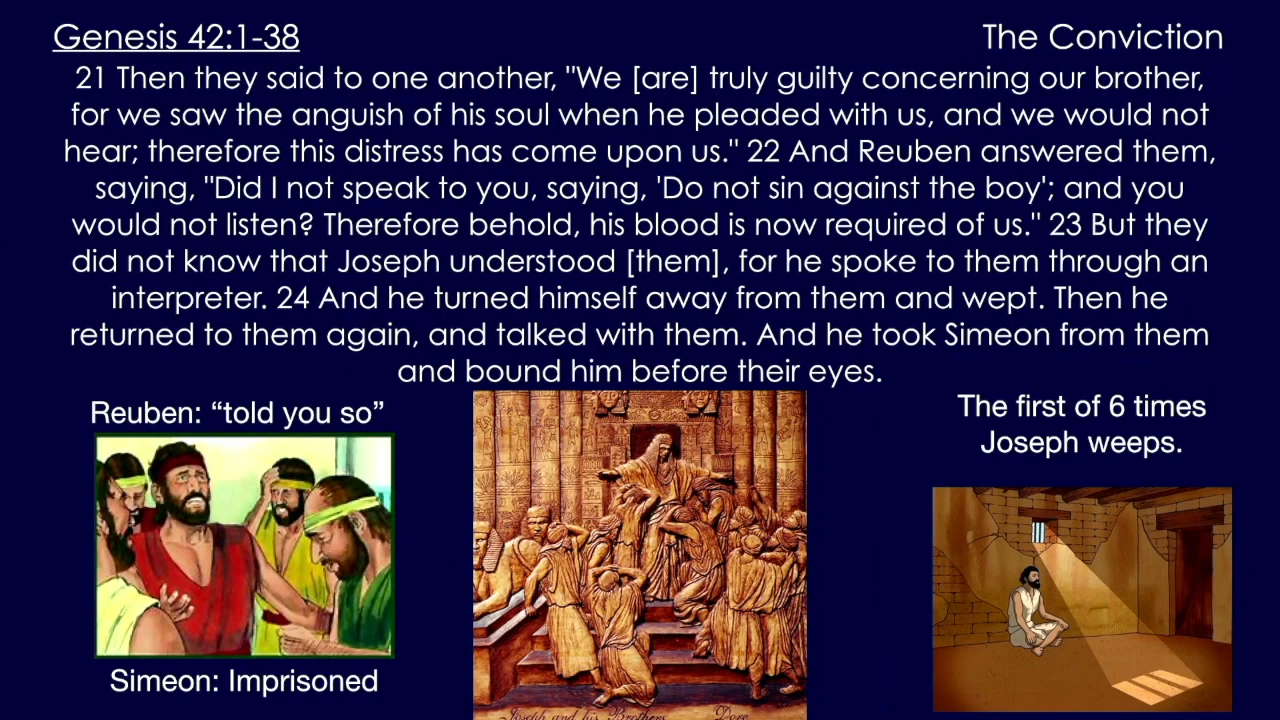 Genesis 42:1-38
The Conviction
21 Then they said to one another, "We [are] truly guilty concerning our brother,
for we saw the anguish of his soul when he pleaded with us, and we would not
hear; therefore this distress has come upon us." 22 And Reuben answered them,
saying, "Did I not speak to you, saying, 'Do not sin against the boy'; and you
would not listen? Therefore behold, his blood is now required of us." 23 But they
did not know that Joseph understood [them], for he spoke to them through an
interpreter. 24 And he turned himself away from them and wept. Then he
returned to them again, and talked with them. And he took Simeon from them
and bound him before their eyes.
Reuben: “told you so”
Simeon: Imprisoned
Joseph and his Brothers Dore
The first of 6 times
Joseph weeps.